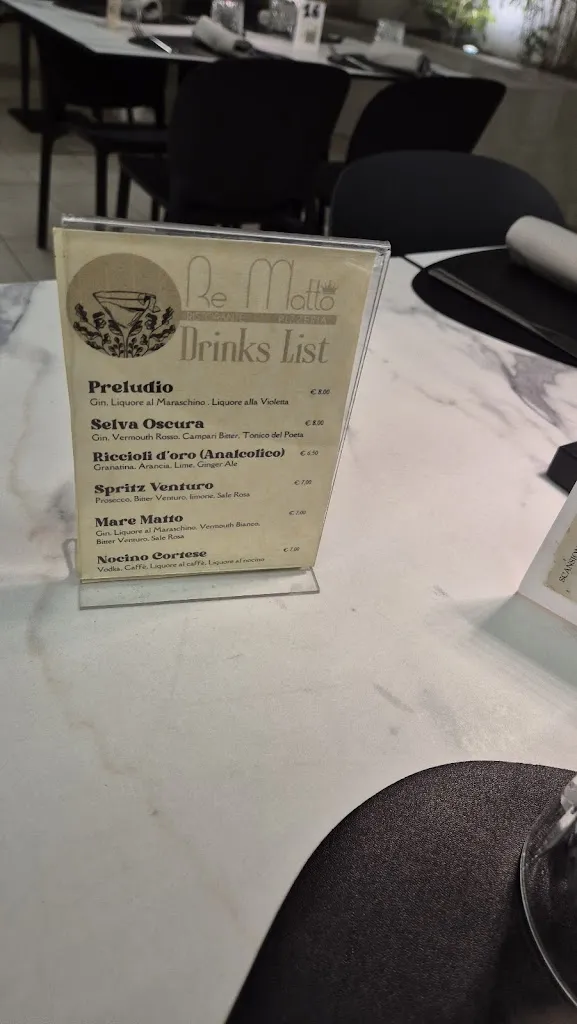 16
Re Matto
RISTORANTE PIZZERIA
Drinks List
Preludio € 8,00
Gin, Liquore al Maraschino . Liquore alla Violetta
Selva Oscura € 8,00
Gin, Vermouth Rosso, Campari Bitter, Tonico del Poeta
Riccioli d'oro (Analcolico) € 6,50
Granatina, Arancia, Lime, Ginger Ale
Spritz Venturo € 7,00
Prosecco, Bitter Venturo, limone, Sale Rosa
Mare Matto € 7,00
Gin, Liquore al Maraschino, Vermouth Bianco,
Bitter Venturo, Sale Rosa
Nocino Cortese € 7,00
Vodka, Caffè, Liquore al caffè, Liquore al nocino